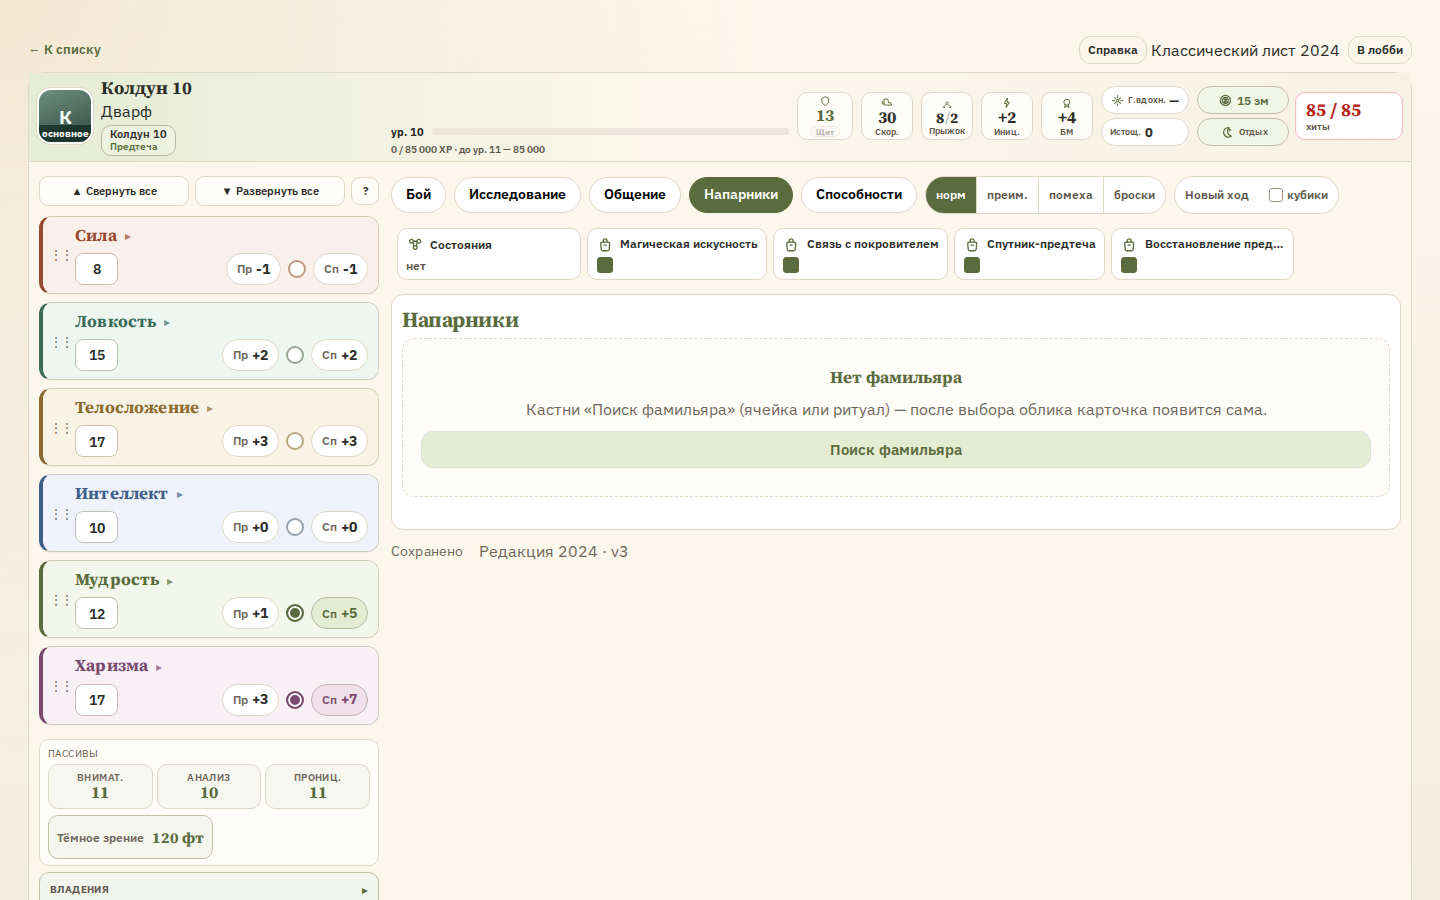 ← К списку
Справка Классический лист 2024 В лобби
К
основное
Колдун 10
Дварф
Колдун 10
Предтеча
ур. 10
0 / 85 000 XP · до ур. 11 — 85 000
13
Щит
30
Скор.
8/2
Прыжок
+2
Иниц.
+4
БМ
Г.вдохн. —
Истощ. 0
15 зм
Отдых
85 / 85
хиты
▲ Свернуть все ▼ Развернуть все ?
Бой Исследование Общение Напарники Способности норм преим. помеха броски Новый ход кубики
Состояния
нет
Магическая искусность
Связь с покровителем
Спутник-предтеча
Восстановление пред...
Сила ▸
8 Пр -1 Сп -1
Ловкость ▸
15 Пр +2 Сп +2
Телосложение ▸
17 Пр +3 Сп +3
Интеллект ▸
10 Пр +0 Сп +0
Мудрость ▸
12 Пр +1 Сп +5
Харизма ▸
17 Пр +3 Сп +7
ПАССИВЫ
ВНИМАТ. АНАЛИЗ ПРОНИЦ.
11 10 11
Тёмное зрение 120 фт
ВЛАДЕНИЯ ▸
Напарники
Нет фамильяра
Кастни «Поиск фамильяра» (ячейка или ритуал) — после выбора облика карточка появится сама.
Поиск фамильяра
Сохранено Редакция 2024 · v3